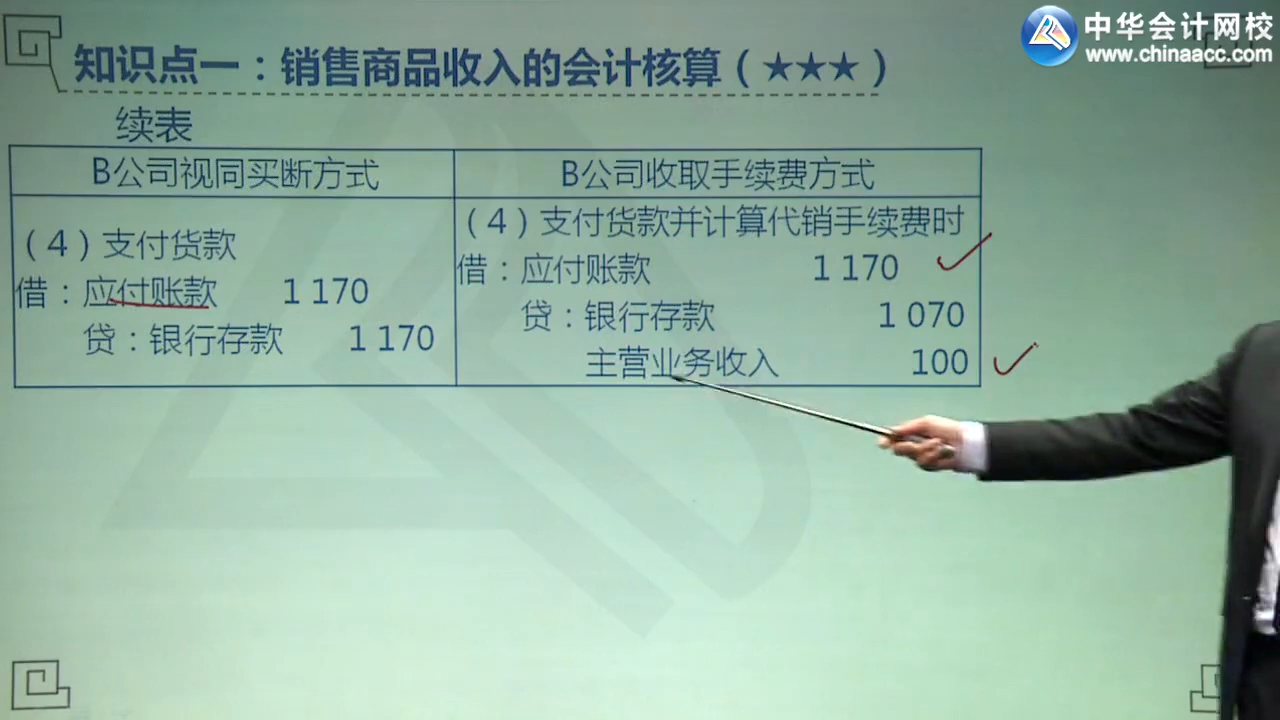 中华会计网校
www.chinaacc.com
知识点一：销售商品收入的会计核算（★★★）
续表
B公司视同买断方式
B公司收取手续费方式
（4）支付货款
借：应付账款 1 170
贷：银行存款 1 170
（4）支付货款并计算代销手续费时
借：应付账款 1 170
贷：银行存款 1 070
主营业务收入 100